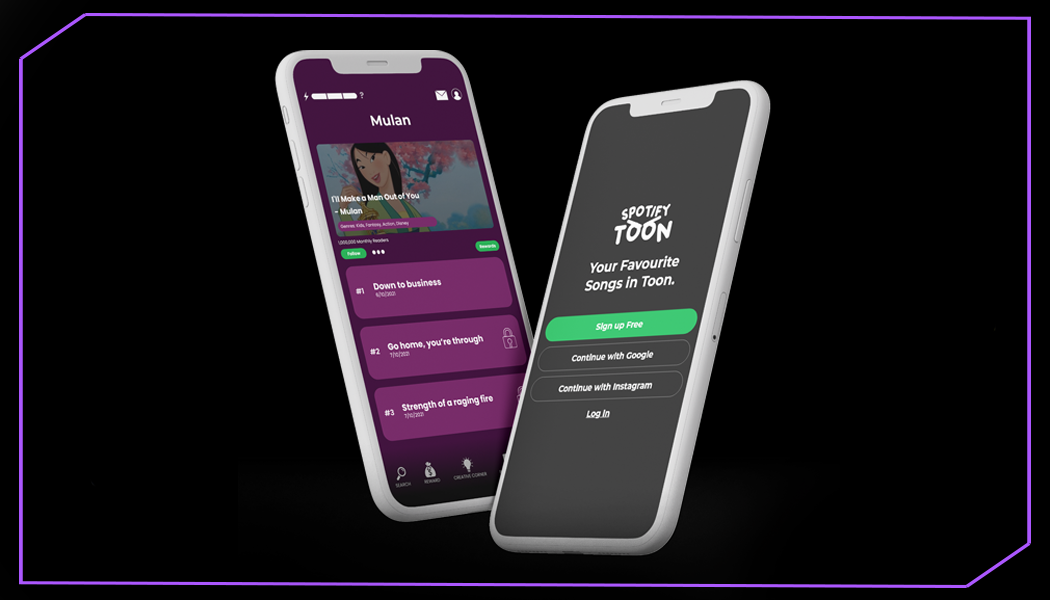 ?
Mulan
I'll Make a Man Out of You
- Mulan
Genres: Kids, Fantasy, Action, Disney
1,000,000 Monthly Readers
Follow
Rewards
#1 Down to business
6/10/2021
#2 Go home, you're through
7/10/2021
#3 Strength of a raging fire
7/10/2021
SEARCH
REWARD
CREATIVE CORNER
SPOTIFY
TOON
Your Favourite
Songs in Toon.
Sign up Free
Continue with Google
Continue with Instagram
Log In